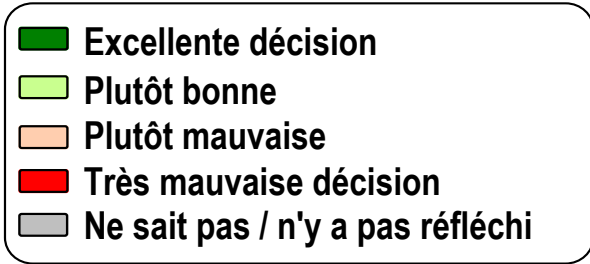 Excellente décision
Plutôt bonne
Plutôt mauvaise
Très mauvaise décision
Ne sait pas / n'y a pas réfléchi